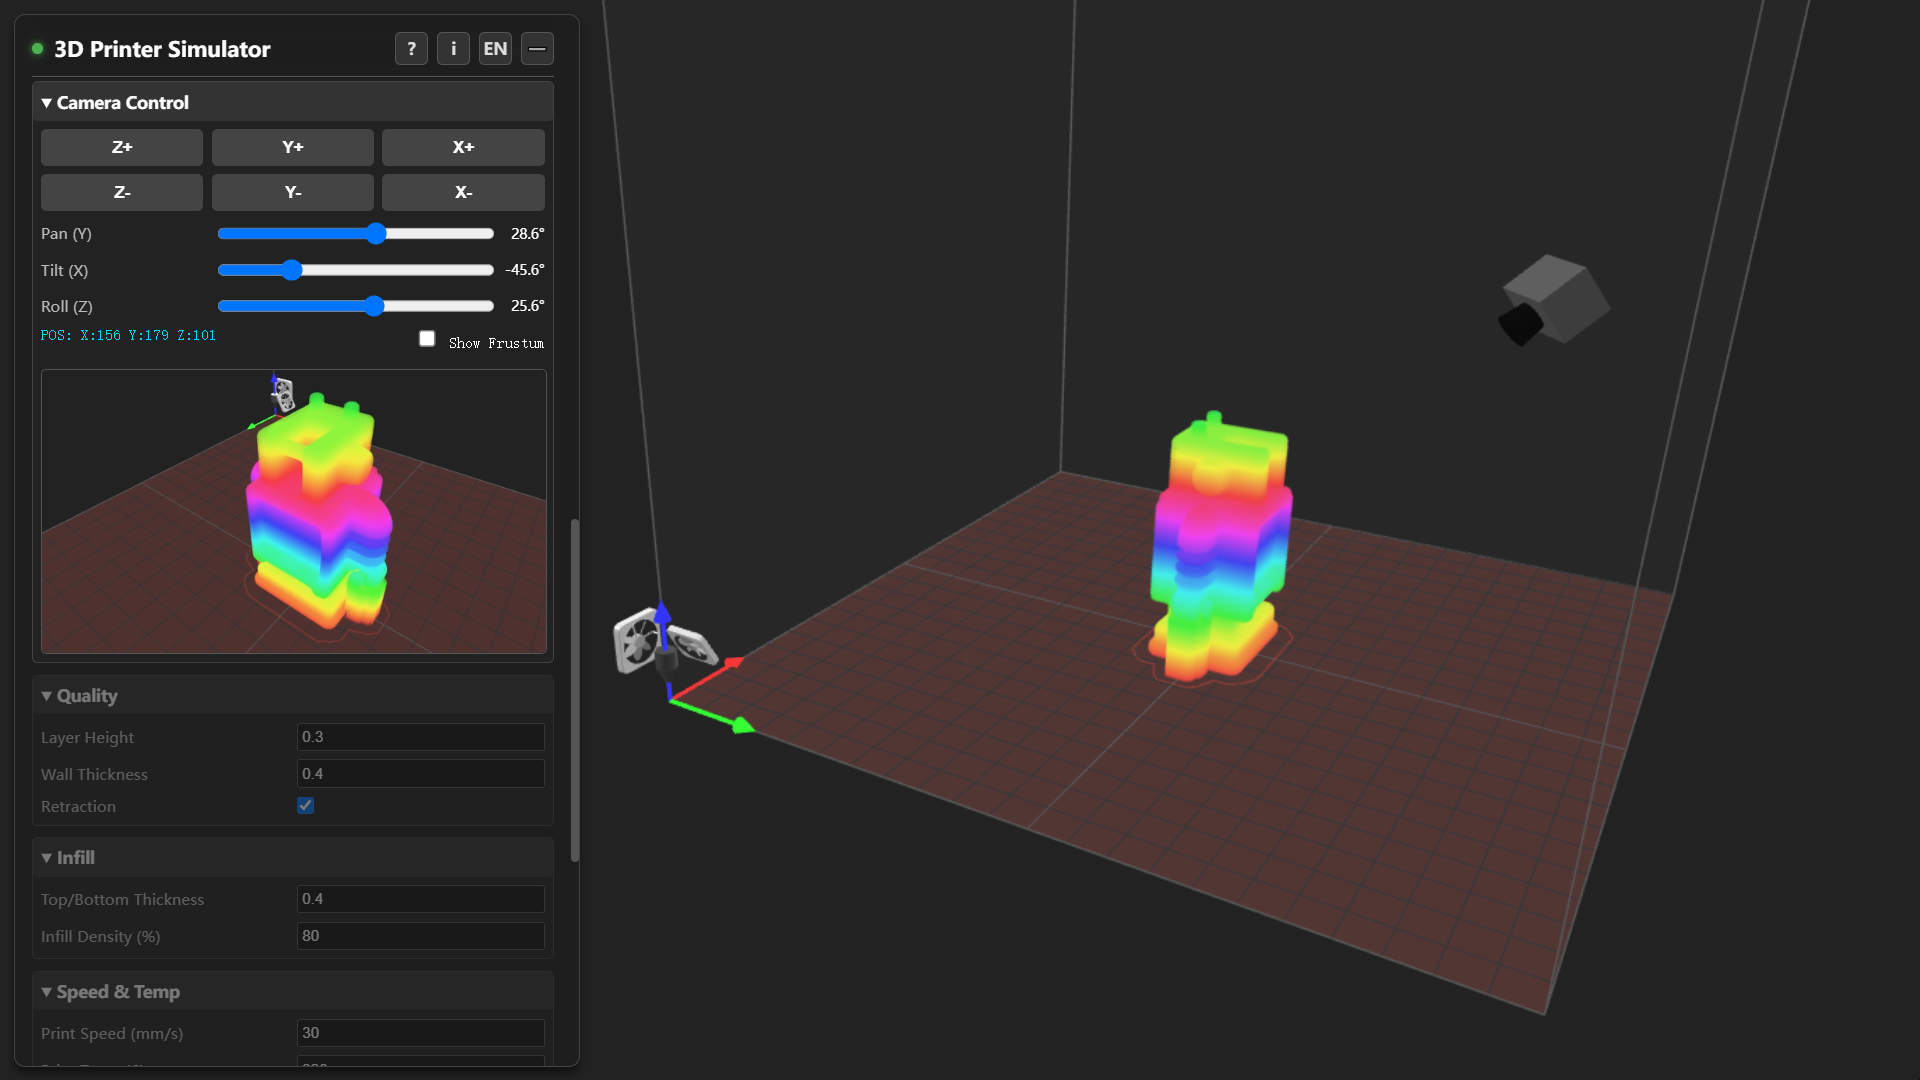 3D Printer Simulator ? i EN —
▼ Camera Control
Z+ Y+ X+
Z- Y- X-
Pan (Y) 28.6°
Tilt (X) -45.6°
Roll (Z) 25.6°
POS: X:156 Y:179 Z:101 Show Frustum
▼ Quality
Layer Height 0.3
Wall Thickness 0.4
Retraction
▼ Infill
Top/Bottom Thickness 0.4
Infill Density (%) 80
▼ Speed & Temp
Print Speed (mm/s) 30